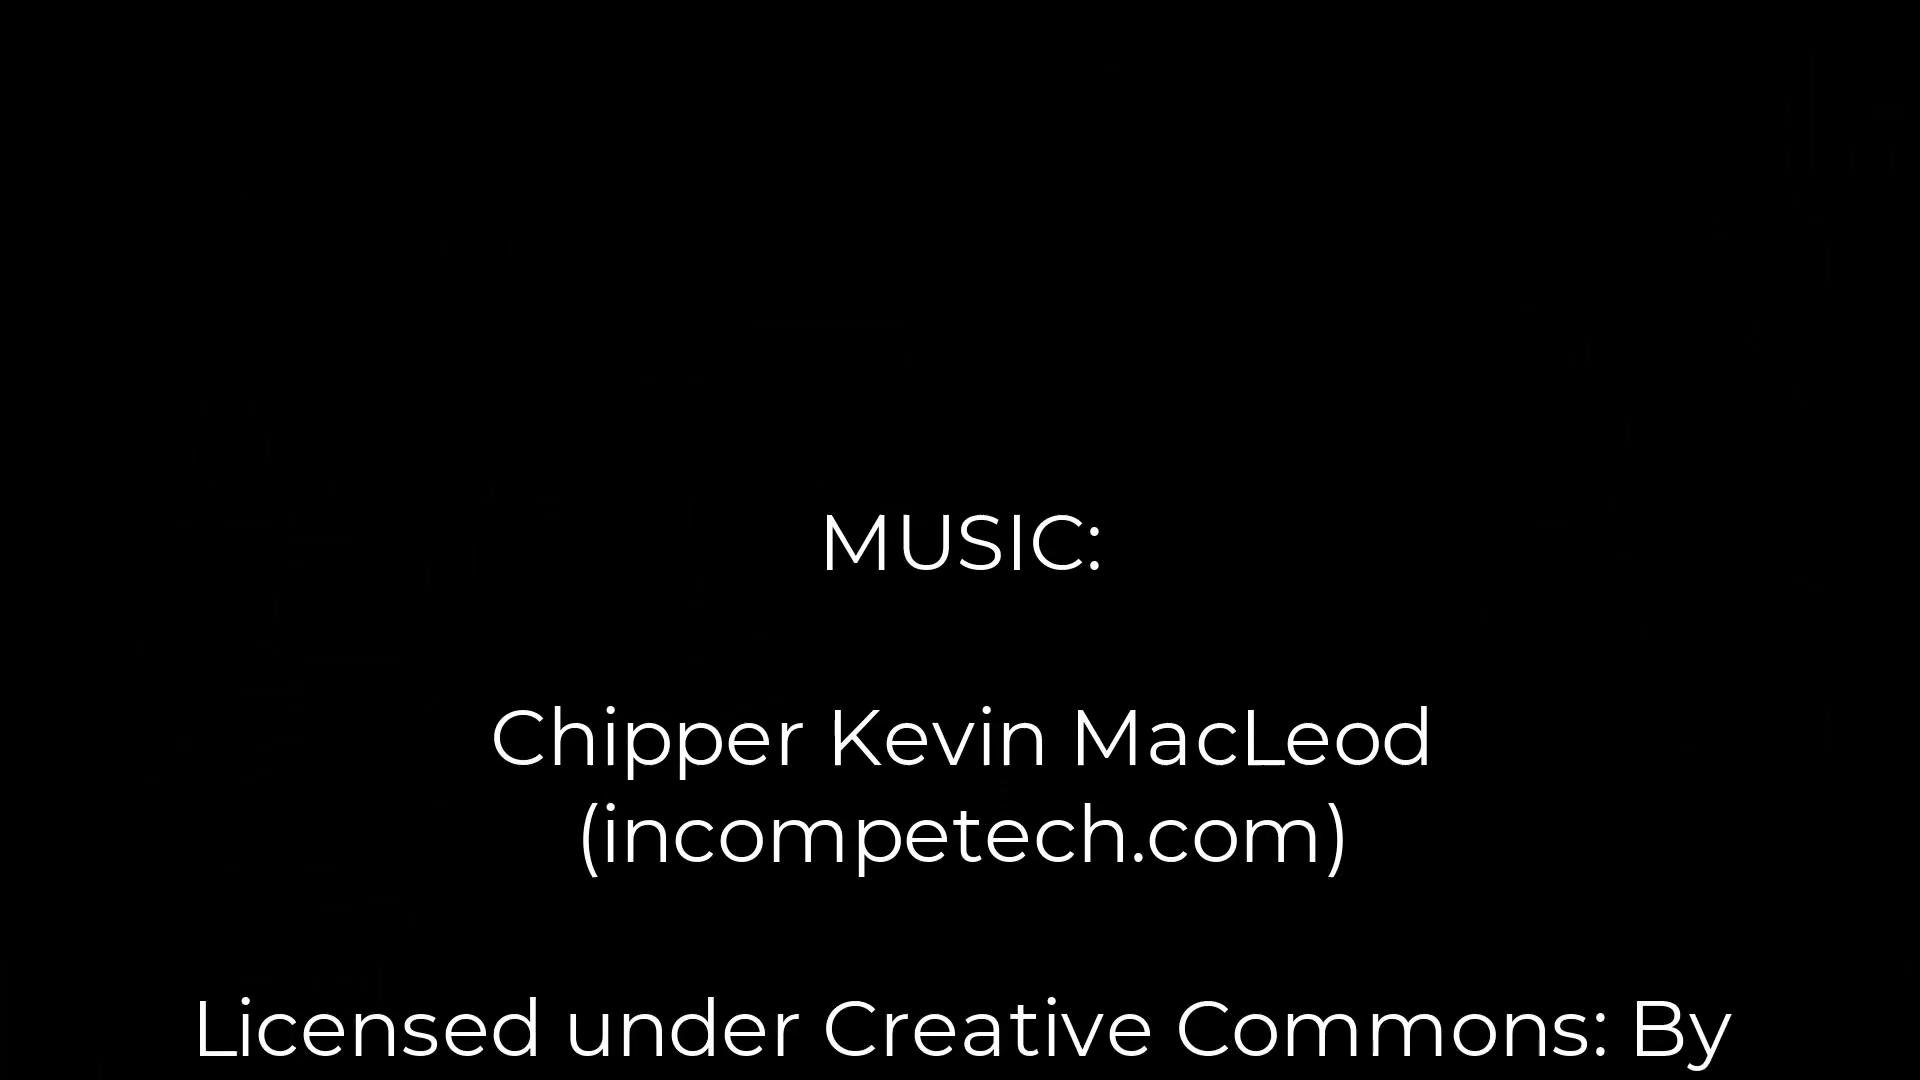 MUSIC:
Chipper Kevin MacLeod
(incompetech.com)
Licensed under Creative Commons: By